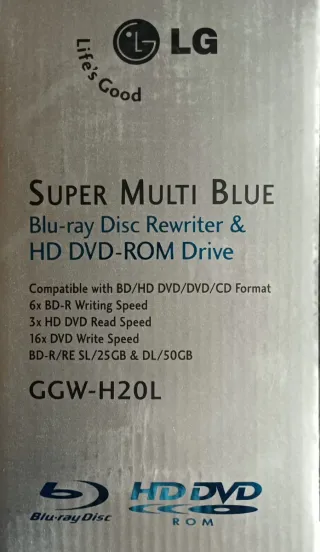 Life's Good
LG
SUPER MULTI BLUE
Blu-ray Disc Rewriter &
HD DVD-ROM Drive
Compatible with BD/HD DVD/DVD/CD Format
6x BD-R Writing Speed
3x HD DVD Read Speed
16x DVD Write Speed
BD-R/RE SL/25GB & DL/50GB
GGW-H20L
Blu-ray Disc
HD DVD
ROM